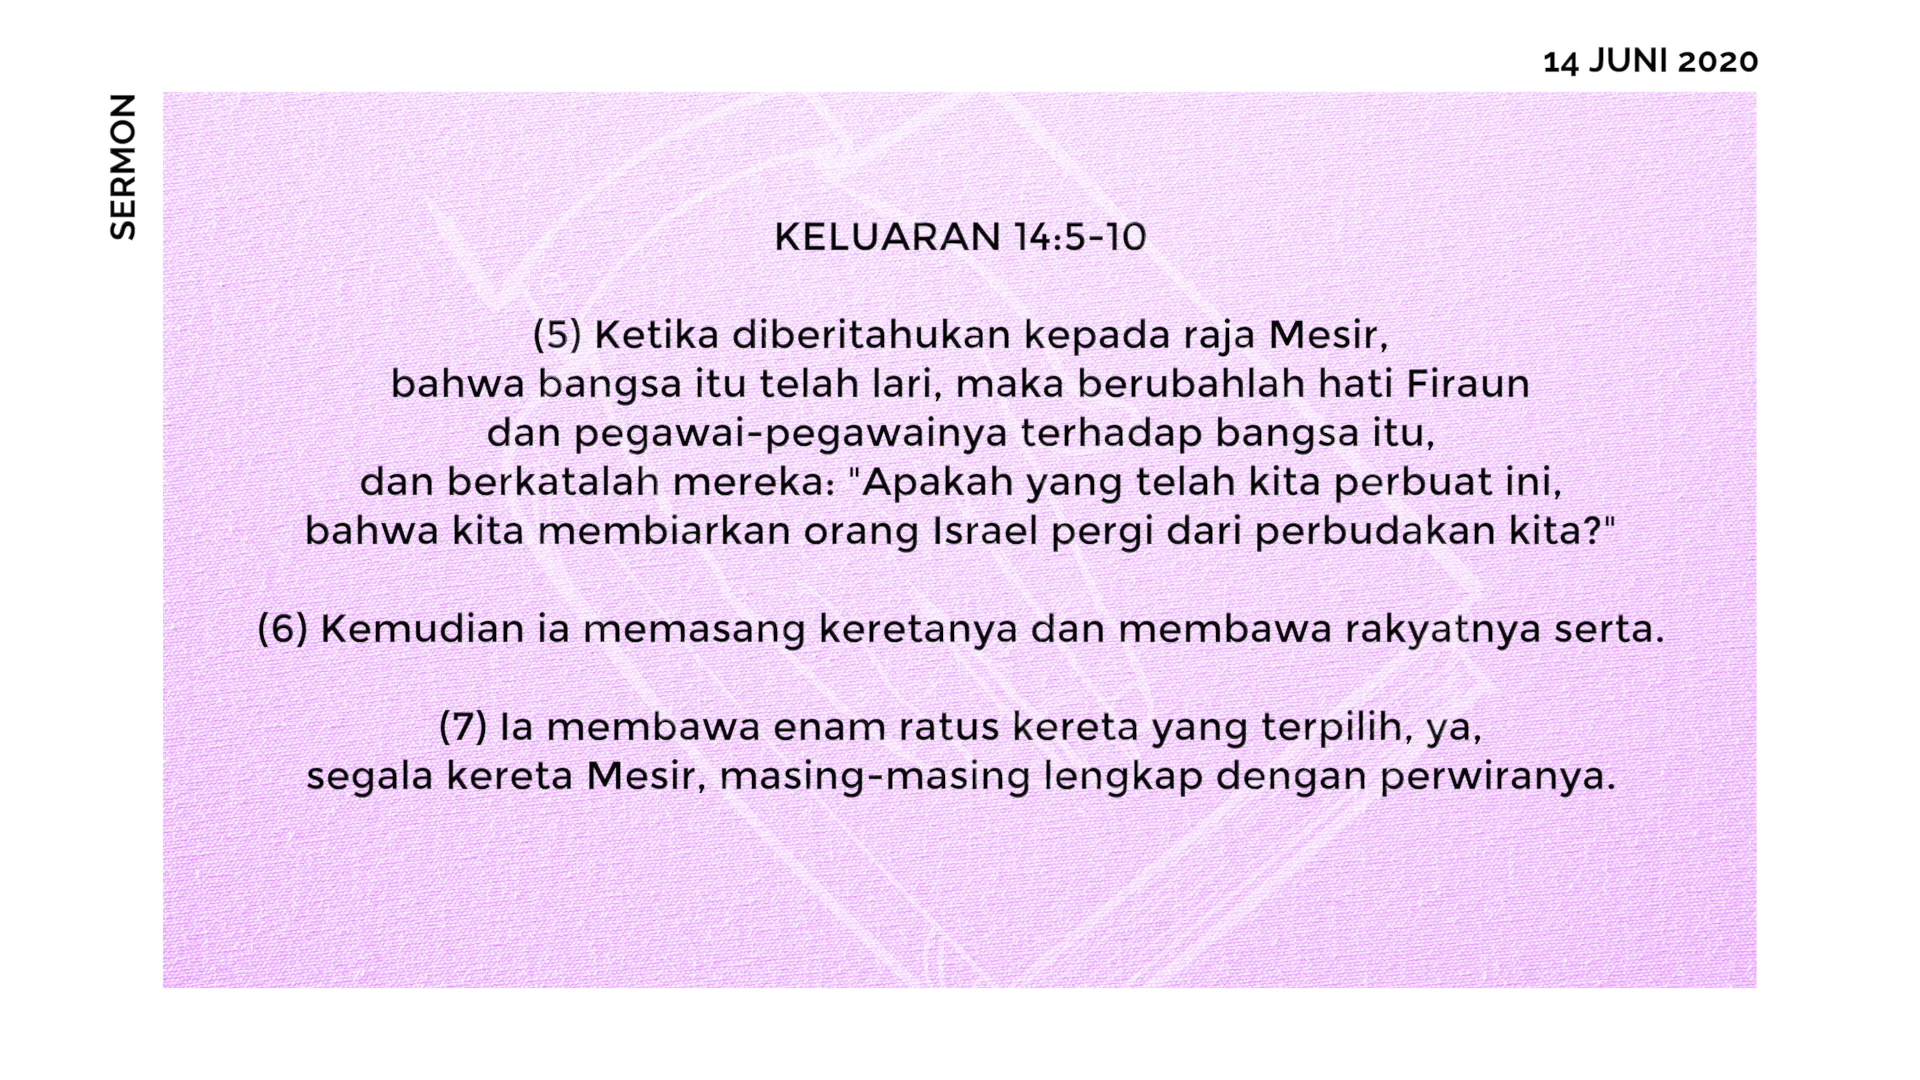 14 JUNI 2020
SERMON
KELUARAN 14:5-10
(5) Ketika diberitahukan kepada raja Mesir,
bahwa bangsa itu telah lari, maka berubahlah hati Firaun
dan pegawai-pegawainya terhadap bangsa itu,
dan berkatalah mereka: "Apakah yang telah kita perbuat ini,
bahwa kita membiarkan orang Israel pergi dari perbudakan kita?"
(6) Kemudian ia memasang keretanya dan membawa rakyatnya serta.
(7) Ia membawa enam ratus kereta yang terpilih, ya,
segala kereta Mesir, masing-masing lengkap dengan perwiranya.